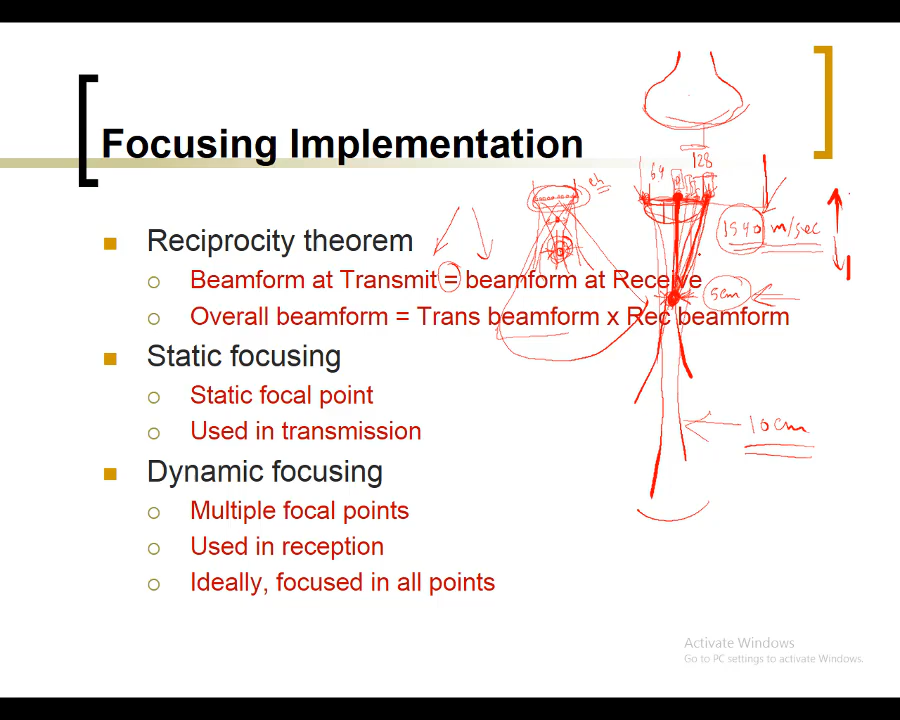 Focusing Implementation
64
128
ch
Reciprocity theorem
1540 m/sec
Beamform at Transmit = beamform at Receive
5cm
Overall beamform = Trans beamform x Rec beamform
Static focusing
Static focal point
Used in transmission
10cm
Dynamic focusing
Multiple focal points
Used in reception
Ideally, focused in all points
Activate Windows
Go to PC settings to activate Windows.